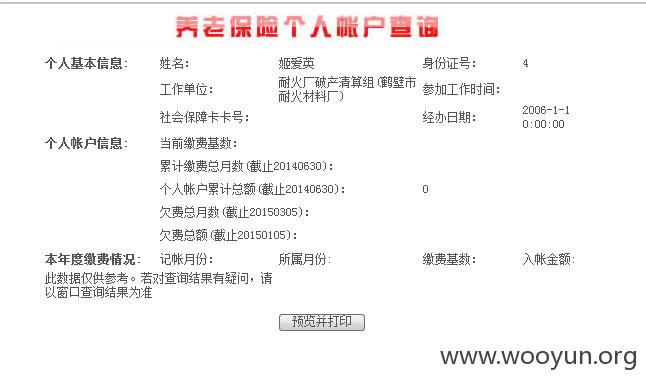 养老保险个人帐户查询
个人基本信息: 姓名: 姬爱英 身份证号: 4
工作单位: 耐火厂破产清算组(鹤壁市 参加工作时间:
耐火材料厂)
社会保障卡卡号: 经办日期: 2006-1-1
0:00:00
个人帐户信息: 当前缴费基数:
累计缴费总月数(截止20140630):
个人帐户累计总额(截止20140630): 0
欠费总月数(截止20150305):
欠费总额(截止20150105):
本年度缴费情况: 记帐月份: 所属月份: 缴费基数: 入帐金额:
此数据仅供参考。若对查询结果有疑问，请
以窗口查询结果为准
预览并打印
www.wooyun.org